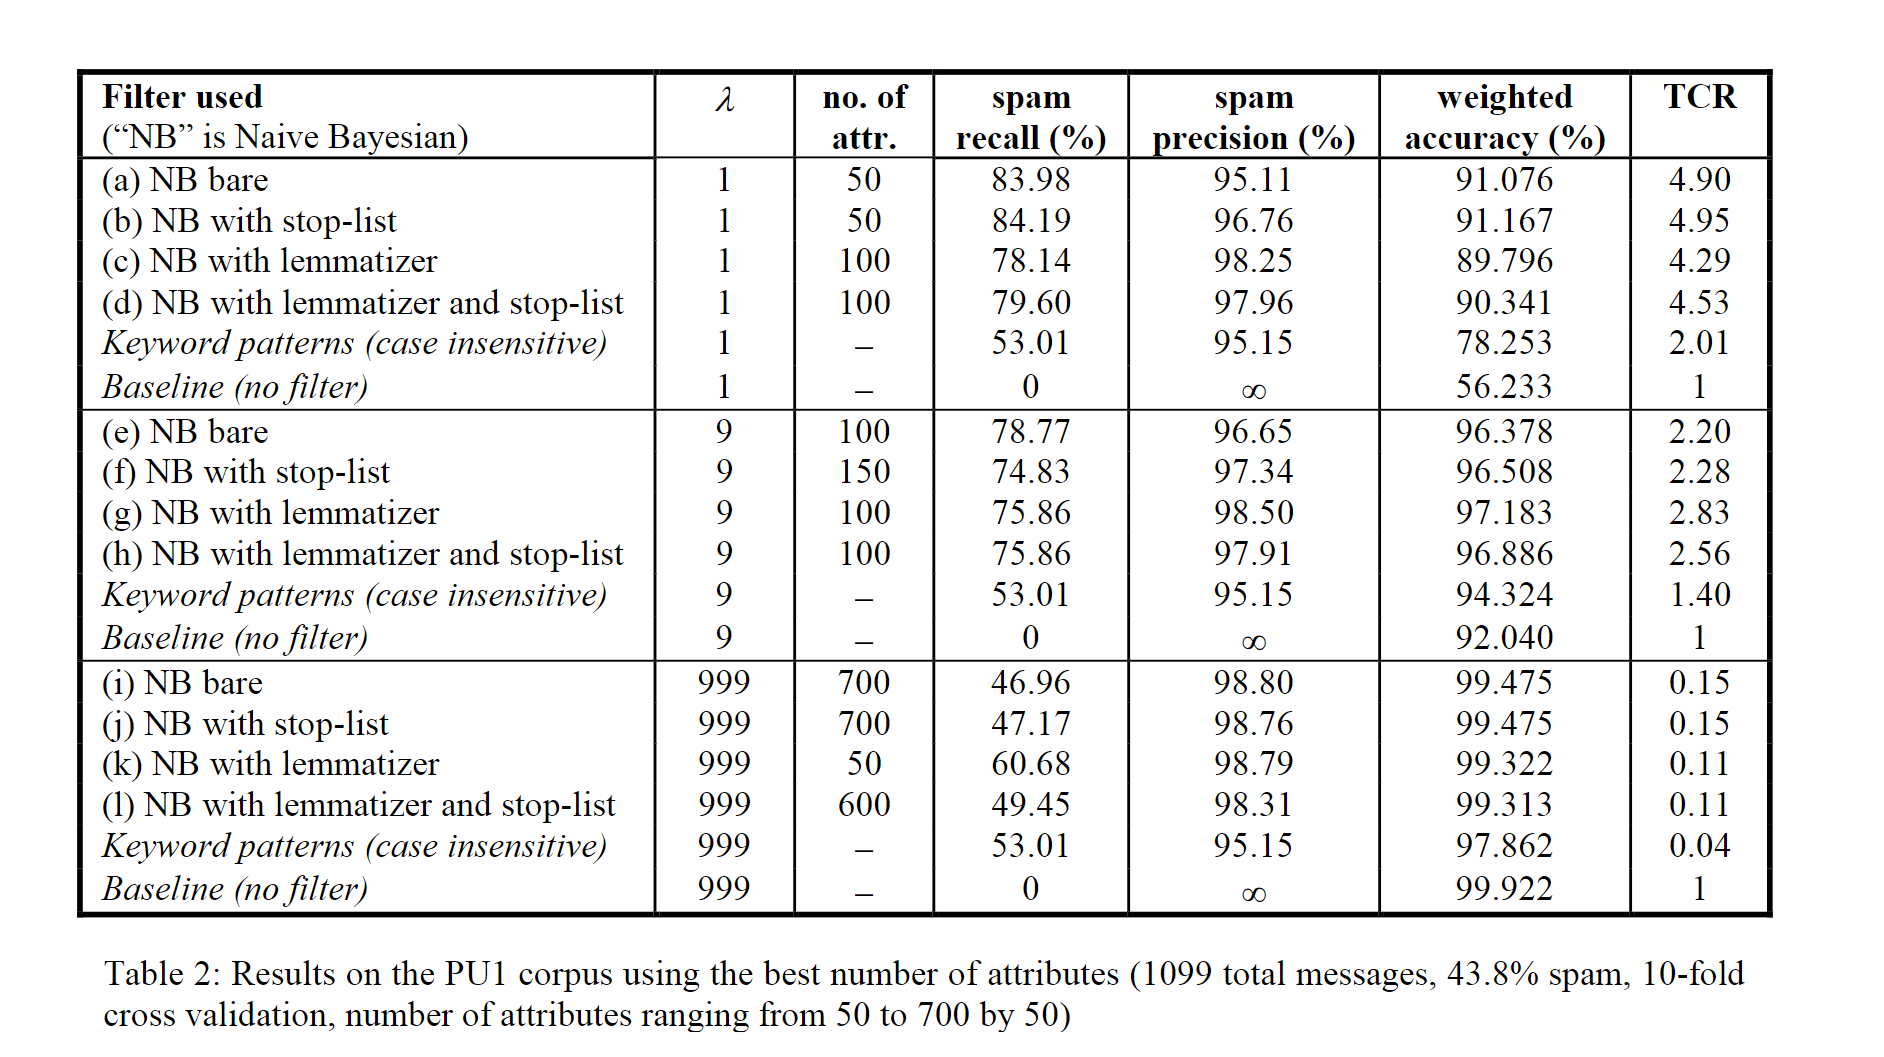 Filter used λ no. of spam spam weighted TCR
(“NB” is Naive Bayesian) attr. recall (%) precision (%) accuracy (%)
(a) NB bare 1 50 83.98 95.11 91.076 4.90
(b) NB with stop-list 1 50 84.19 96.76 91.167 4.95
(c) NB with lemmatizer 1 100 78.14 98.25 89.796 4.29
(d) NB with lemmatizer and stop-list 1 100 79.60 97.96 90.341 4.53
Keyword patterns (case insensitive) 1 – 53.01 95.15 78.253 2.01
Baseline (no filter) 1 – 0 ∞ 56.233 1
(e) NB bare 9 100 78.77 96.65 96.378 2.20
(f) NB with stop-list 9 150 74.83 97.34 96.508 2.28
(g) NB with lemmatizer 9 100 75.86 98.50 97.183 2.83
(h) NB with lemmatizer and stop-list 9 100 75.86 97.91 96.886 2.56
Keyword patterns (case insensitive) 9 – 53.01 95.15 94.324 1.40
Baseline (no filter) 9 – 0 ∞ 92.040 1
(i) NB bare 999 700 46.96 98.80 99.475 0.15
(j) NB with stop-list 999 700 47.17 98.76 99.475 0.15
(k) NB with lemmatizer 999 50 60.68 98.79 99.322 0.11
(l) NB with lemmatizer and stop-list 999 600 49.45 98.31 99.313 0.11
Keyword patterns (case insensitive) 999 – 53.01 95.15 97.862 0.04
Baseline (no filter) 999 – 0 ∞ 99.922 1
Table 2: Results on the PU1 corpus using the best number of attributes (1099 total messages, 43.8% spam, 10-fold
cross validation, number of attributes ranging from 50 to 700 by 50)